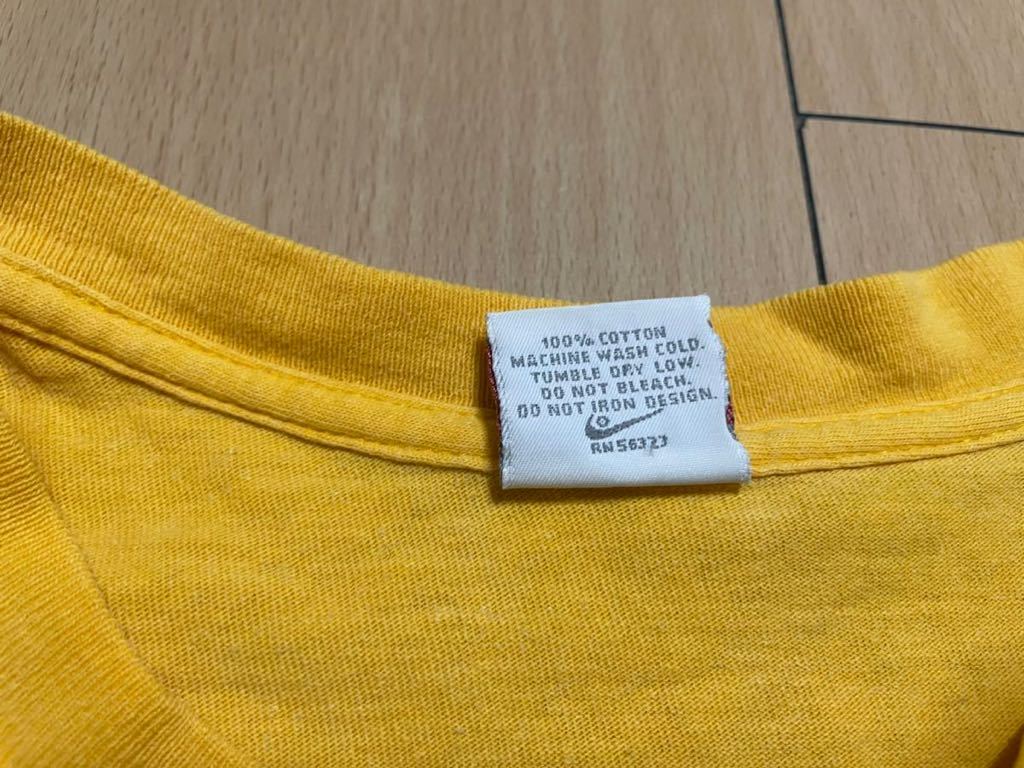 100% COTTON
MACHINE WASH COLD.
TUMBLE DRY LOW.
DO NOT BLEACH.
DO NOT IRON DESIGN.
R
RN 56323